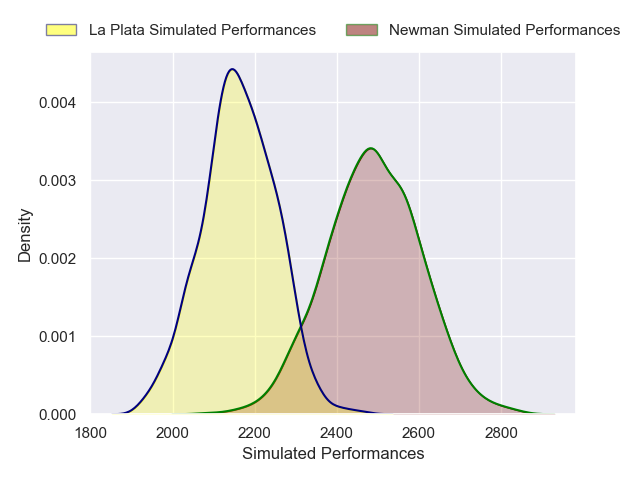 La Plata Simulated Performances
Newman Simulated Performances
Density
0.004
0.003
0.002
0.001
0.000
1800
2000
2200
2400
2600
2800
Simulated Performances